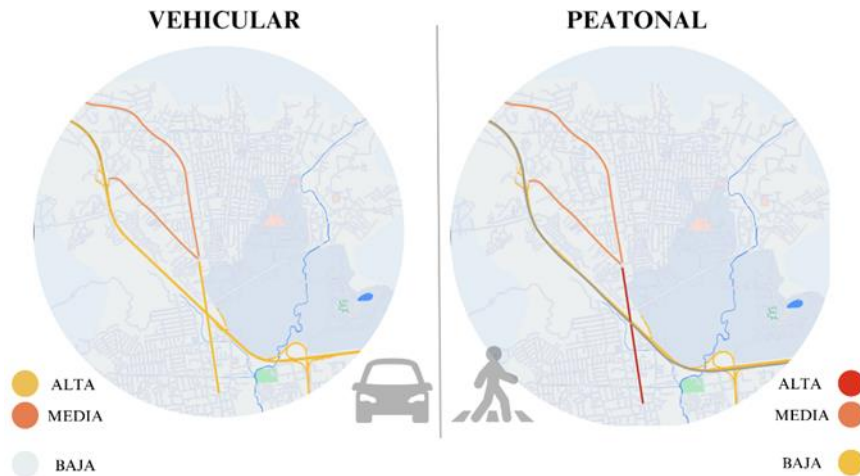 VEHICULAR
ALTA
MEDIA
BAJA
PEATONAL
ALTA
MEDIA
BAJA